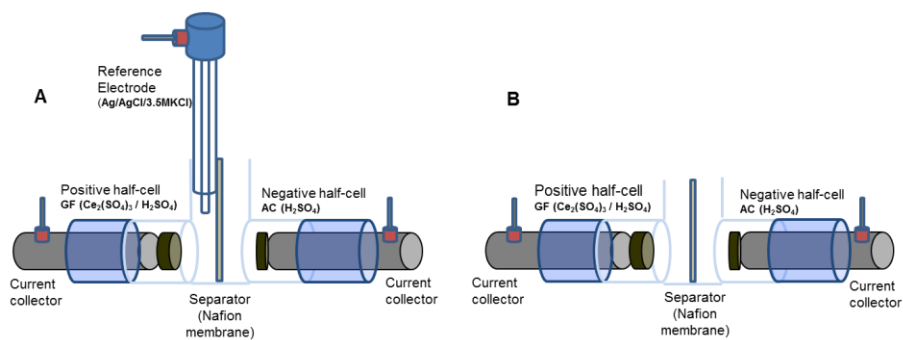 A
Reference
Electrode
(Ag/AgCl/3.5MKCl)
Positive half-cell
GF (Ce₂(SO₄)₃ / H₂SO₄)
Negative half-cell
AC (H₂SO₄)
Current
collector
Separator
(Nafion
membrane)
Current
collector
B
Positive half-cell
GF (Ce₂(SO₄)₃ / H₂SO₄)
Negative half-cell
AC (H₂SO₄)
Current
collector
Separator
(Nafion
membrane)
Current
collector